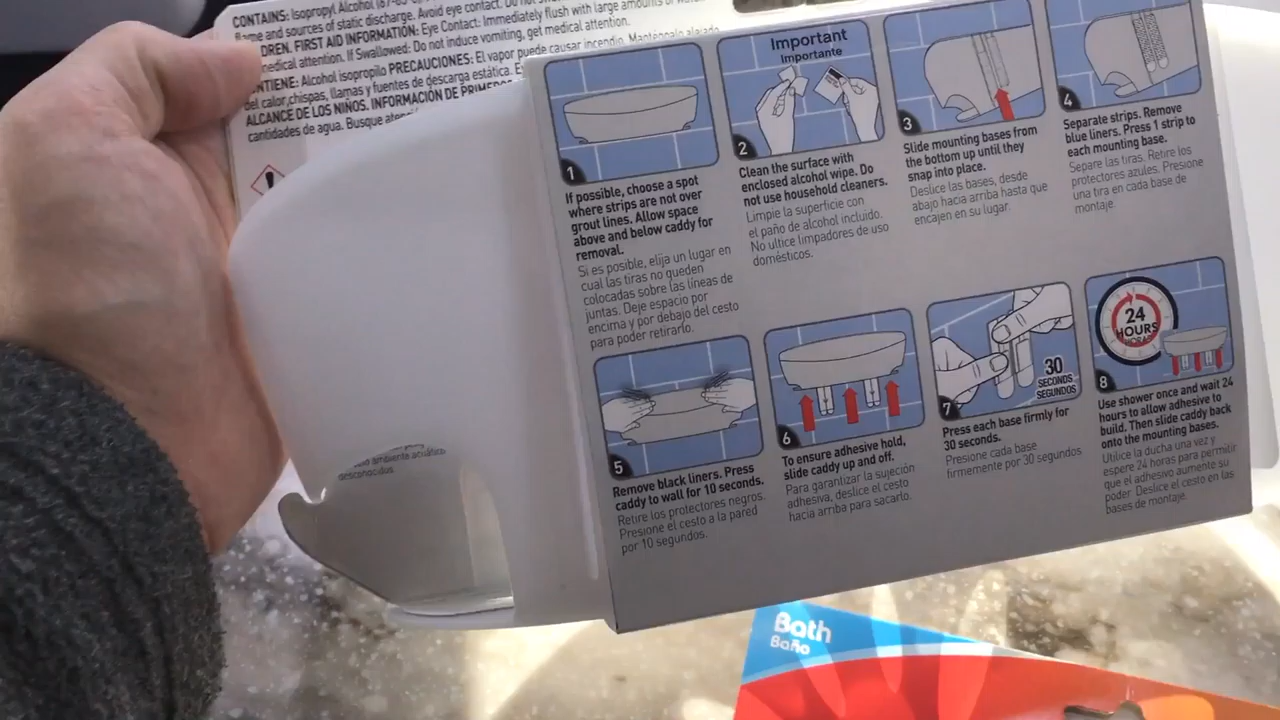 CONTAINS: Isopropyl Alcohol (67-63-
flame and sources of static discharge. Avoid eye contact. Do not
DREN. FIRST AID INFORMATION: Eye Contact: Immediately flush with large amounts of
medical attention. If Swallowed: Do not induce vomiting, get medical attention.
NTIENE: Alcohol isopropilo PRECAUCIONES: El vapor puede causar incendio. Manténcalo alejado
del calor, chispas, llamas y fuentes de descarga estática.
ALCANCE DE LOS NIÑOS. INFORMACIÓN DE PRIMEROS
cantidades de agua. Busque
1
If possible, choose a spot
where strips are not over
grout lines. Allow space
above and below caddy for
removal.
Si es posible, elija un lugar en
cual las tiras no queden
colocadas sobre las líneas de
juntas. Deje espacio por
encima y por debajo del cesto
para poder retirarlo.
Important
Importante
2
Clean the surface with
enclosed alcohol wipe. Do
not use household cleaners.
Limpie la superficie con
el paño de alcohol incluido.
No ultice limpadores de uso
domésticos.
3
Slide mounting bases from
the bottom up until they
snap into place.
Deslice las bases, desde
abajo hacia arriba hasta que
encajen en su lugar.
4
Separate strips. Remove
blue liners. Press 1 strip to
each mounting base.
Separe las tiras. Retire los
protectores azules. Presione
una tira en cada base de
montaje.
5
Remove black liners. Press
caddy to wall for 10 seconds.
Retire los protectores negros.
Presione el cesto a la pared
por 10 segundos.
6
To ensure adhesive hold,
slide caddy up and off.
Para garantizar la sujeción
adhesiva, deslice el cesto
hacia arriba para sacarlo.
30
SECONDS
SEGUNDOS
7
Press each base firmly for
30 seconds.
Presione cada base
firmemente por 30 segundos
24
HOURS
HORAS
8
Use shower once and wait 24
hours to allow adhesive to
build. Then slide caddy back
onto the mounting bases.
Utilice la ducha una vez y
espere 24 horas para permitir
que el adhesivo aumente su
poder. Deslice el cesto en las
bases de montaje.
ambiente acuático
desconocidos
Bath
Baño